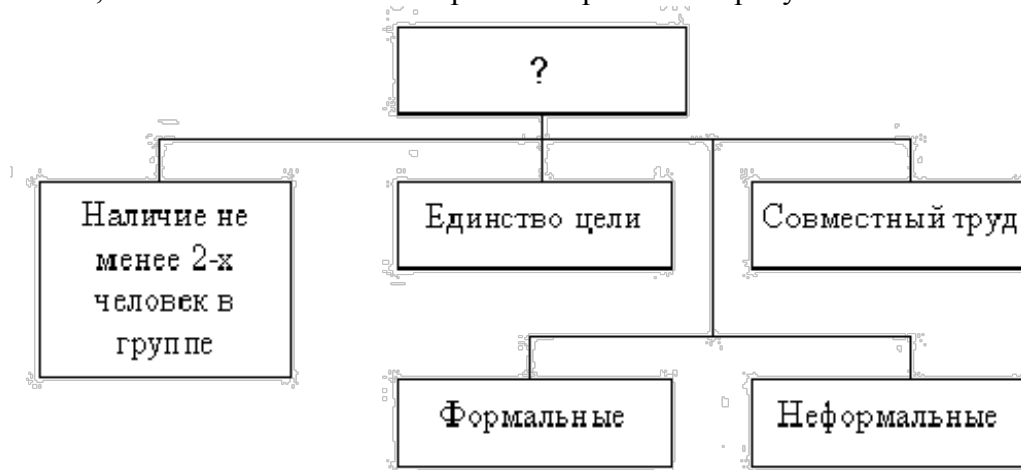 ?
Наличие не
менее 2-х
человек в
группе
Единство цели
Совместный труд
Формальные
Неформальные